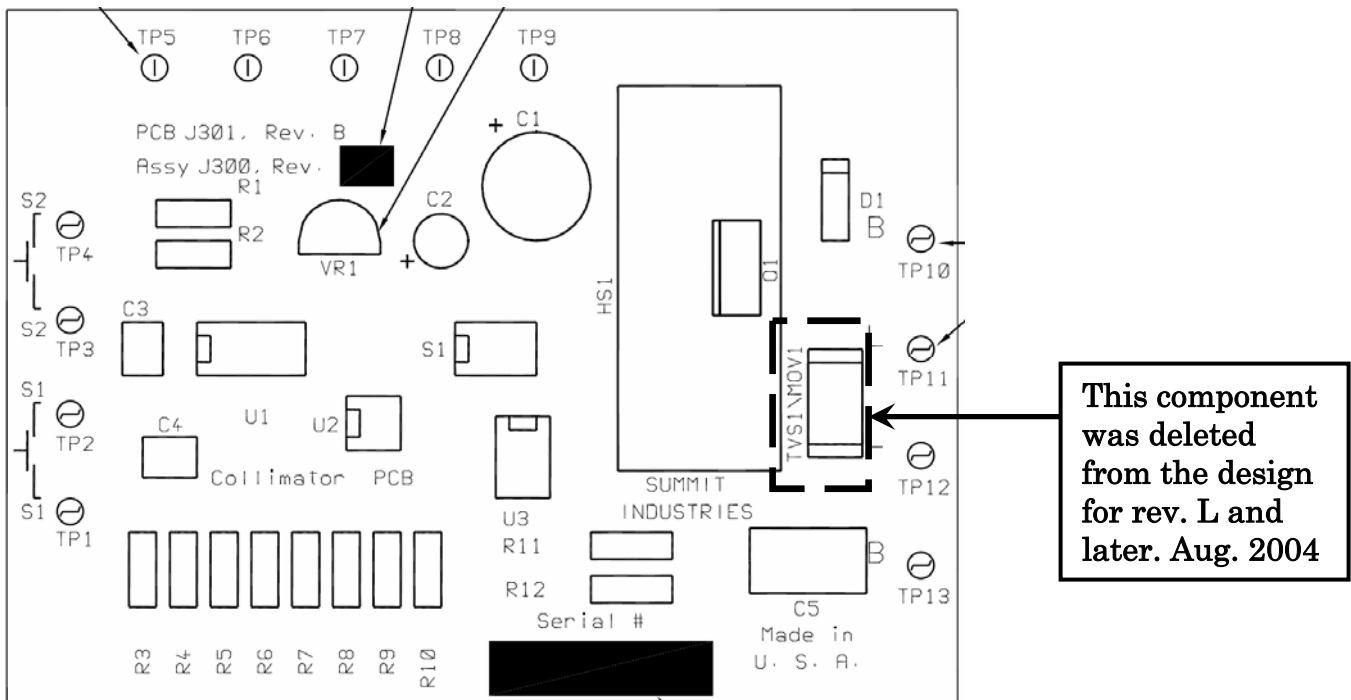 TP5 TP6 TP7 TP8 TP9
PCB J301, Rev. B
Assy J300, Rev.
+ C1
R1
R2
C2
+
VR1
S2
TP4
S2
TP3
S1
TP2
S1
TP1
C3
U1
S1
U2
C4
Collimator PCB
U3
HS1
Q1
D1
B
TP10
TP11
TP12
TP13
TVS1\MOV1
This component
was deleted
from the design
for rev. L and
later. Aug. 2004
SUMMIT
INDUSTRIES
R11
R12
Serial #
B
C5
Made in
U. S. A.
R3 R4 R5 R6 R7 R8 R9 R10